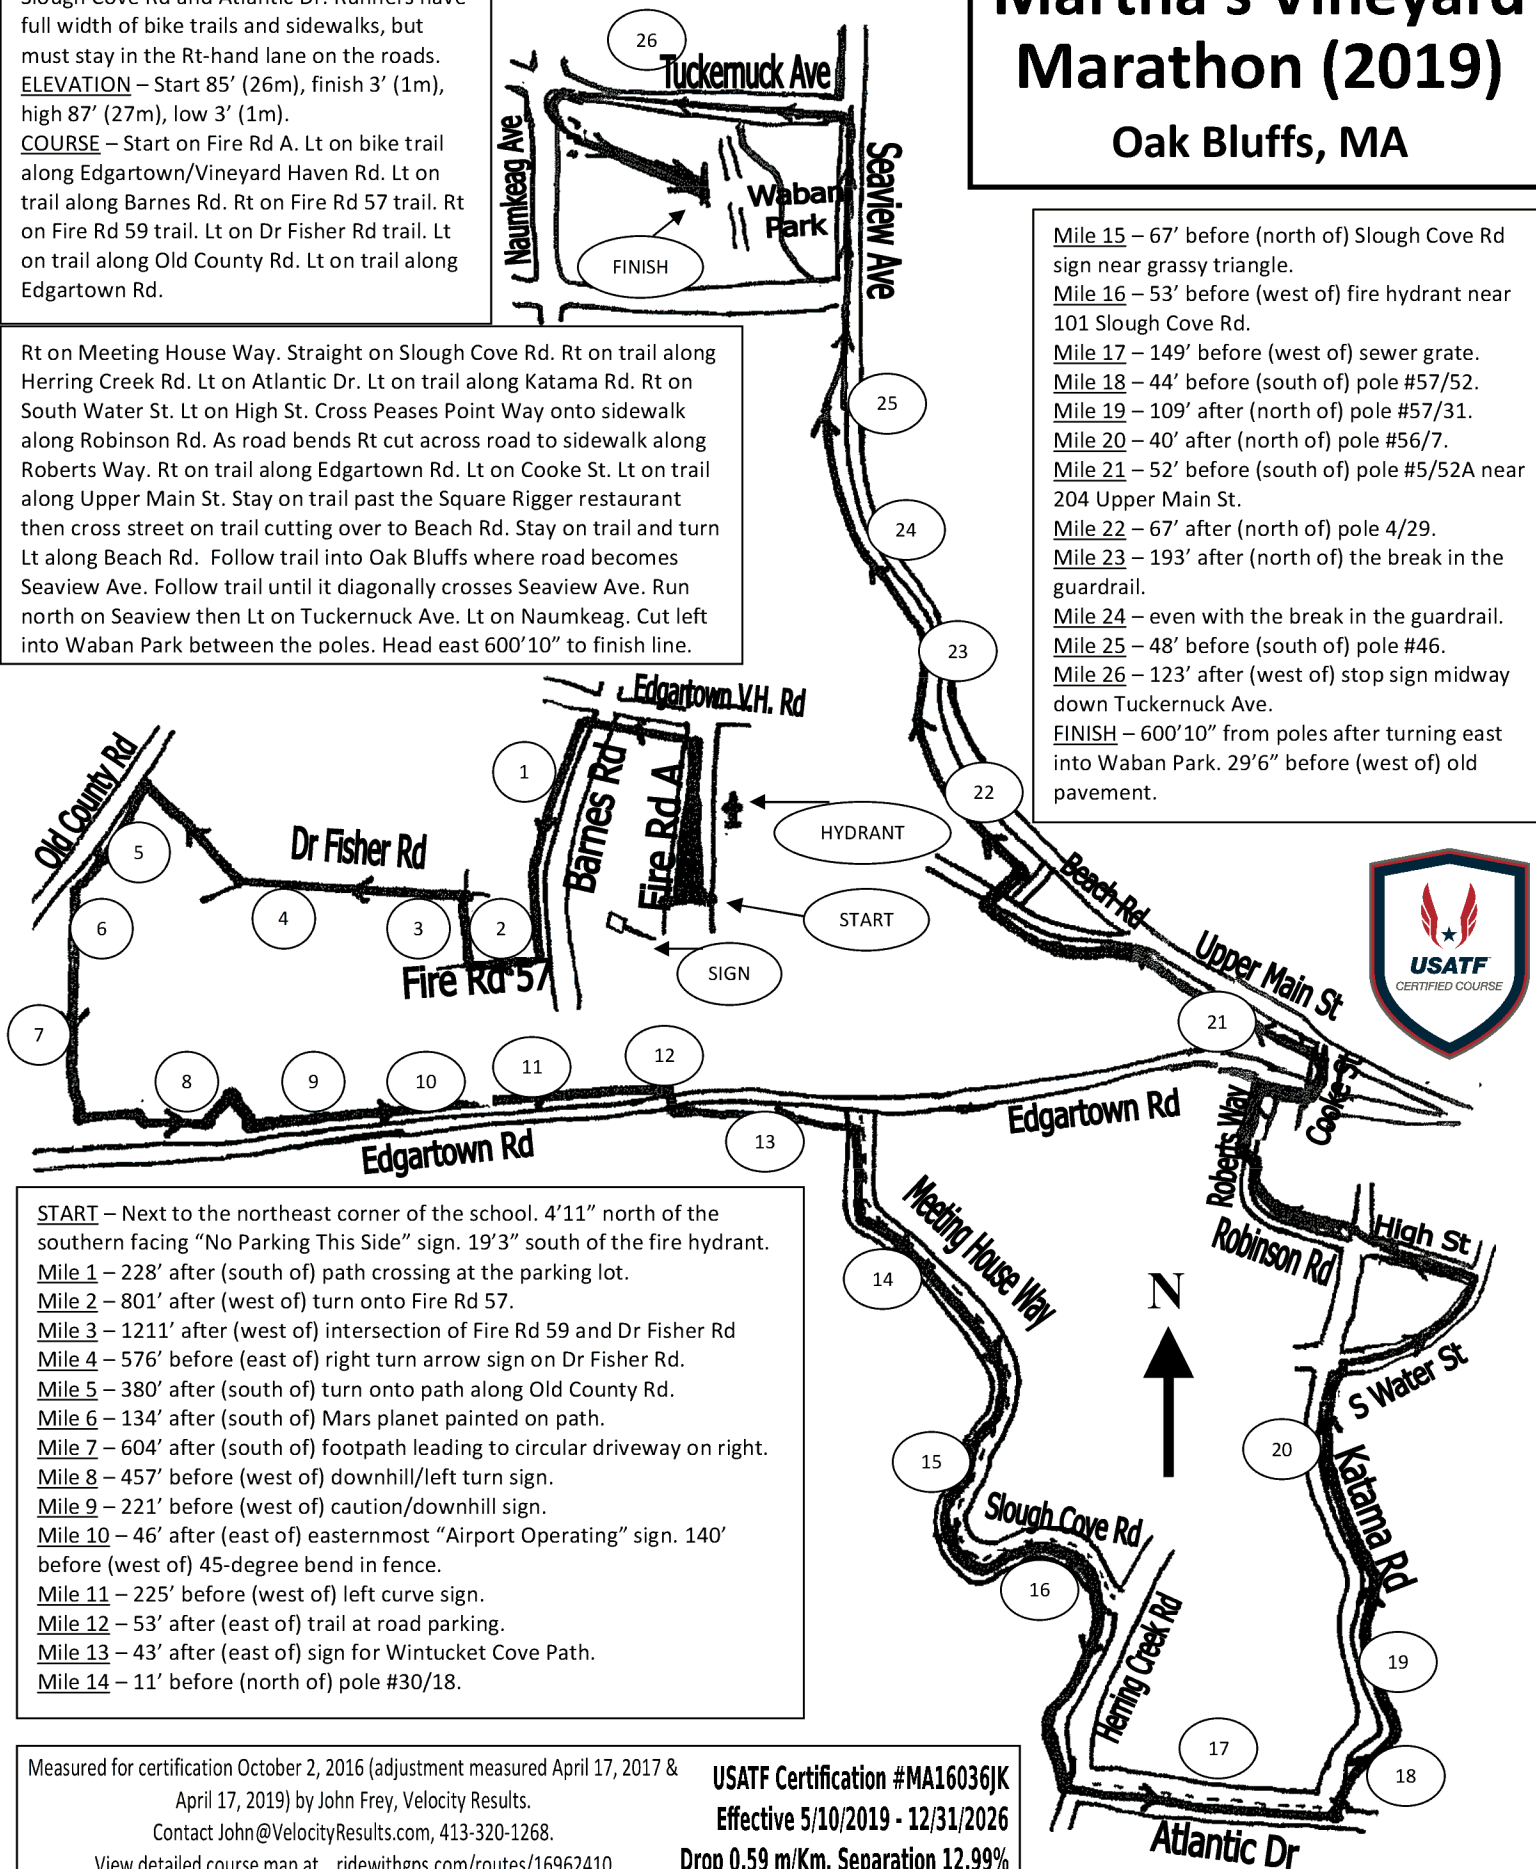 Slough Cove Rd and Atlantic Dr. Runners have
full width of bike trails and sidewalks, but
must stay in the Rt-hand lane on the roads.
ELEVATION – Start 85’ (26m), finish 3’ (1m),
high 87’ (27m), low 3’ (1m).
COURSE – Start on Fire Rd A. Lt on bike trail
along Edgartown/Vineyard Haven Rd. Lt on
trail along Barnes Rd. Rt on Fire Rd 57 trail. Rt
on Fire Rd 59 trail. Lt on Dr Fisher Rd trail. Lt
on trail along Old County Rd. Lt on trail along
Edgartown Rd.
Rt on Meeting House Way. Straight on Slough Cove Rd. Rt on trail along
Herring Creek Rd. Lt on Atlantic Dr. Lt on trail along Katama Rd. Rt on
South Water St. Lt on High St. Cross Peases Point Way onto sidewalk
along Robinson Rd. As road bends Rt cut across road to sidewalk along
Roberts Way. Rt on trail along Edgartown Rd. Lt on Cooke St. Lt on trail
along Upper Main St. Stay on trail past the Square Rigger restaurant
then cross street on trail cutting over to Beach Rd. Stay on trail and turn
Lt along Beach Rd.  Follow trail into Oak Bluffs where road becomes
Seaview Ave. Follow trail until it diagonally crosses Seaview Ave. Run
north on Seaview then Lt on Tuckernuck Ave. Lt on Naumkeag. Cut left
into Waban Park between the poles. Head east 600’10” to finish line.
Martha's Vineyard
Marathon (2019)
Oak Bluffs, MA
Mile 15 – 67’ before (north of) Slough Cove Rd
sign near grassy triangle.
Mile 16 – 53’ before (west of) fire hydrant near
101 Slough Cove Rd.
Mile 17 – 149’ before (west of) sewer grate.
Mile 18 – 44’ before (south of) pole #57/52.
Mile 19 – 109’ after (north of) pole #57/31.
Mile 20 – 40’ after (north of) pole #56/7.
Mile 21 – 52’ before (south of) pole #5/52A near
204 Upper Main St.
Mile 22 – 67’ after (north of) pole 4/29.
Mile 23 – 193’ after (north of) the break in the
guardrail.
Mile 24 – even with the break in the guardrail.
Mile 25 – 48’ before (south of) pole #46.
Mile 26 – 123’ after (west of) stop sign midway
down Tuckernuck Ave.
FINISH – 600’10” from poles after turning east
into Waban Park. 29’6” before (west of) old
pavement.
26
Tuckernuck Ave
Naumkeag Ave
Seaview Ave
Waban
Park
FINISH
25
24
23
22
Edgartown V.H. Rd
1
Barnes Rd
Fire Rd A
HYDRANT
START
SIGN
Old County Rd
5
Dr Fisher Rd
6
4
3
2
Fire Rd 57
7
8
9
10
11
12
13
Edgartown Rd
Edgartown Rd
Beach Rd
Upper Main St
USATF
CERTIFIED COURSE
21
Cooke St
Roberts Way
High St
Robinson Rd
Meeting House Way
14
N
S Water St
15
20
Katama Rd
Slough Cove Rd
16
Herring Creek Rd
19
17
18
Atlantic Dr
START – Next to the northeast corner of the school. 4’11” north of the
southern facing “No Parking This Side” sign. 19’3” south of the fire hydrant.
Mile 1 – 228’ after (south of) path crossing at the parking lot.
Mile 2 – 801’ after (west of) turn onto Fire Rd 57.
Mile 3 – 1211’ after (west of) intersection of Fire Rd 59 and Dr Fisher Rd
Mile 4 – 576’ before (east of) right turn arrow sign on Dr Fisher Rd.
Mile 5 – 380’ after (south of) turn onto path along Old County Rd.
Mile 6 – 134’ after (south of) Mars planet painted on path.
Mile 7 – 604’ after (south of) footpath leading to circular driveway on right.
Mile 8 – 457’ before (west of) downhill/left turn sign.
Mile 9 – 221’ before (west of) caution/downhill sign.
Mile 10 – 46’ after (east of) easternmost “Airport Operating” sign. 140’
before (west of) 45-degree bend in fence.
Mile 11 – 225’ before (west of) left curve sign.
Mile 12 – 53’ after (east of) trail at road parking.
Mile 13 – 43’ after (east of) sign for Wintucket Cove Path.
Mile 14 – 11’ before (north of) pole #30/18.
Measured for certification October 2, 2016 (adjustment measured April 17, 2017 &
April 17, 2019) by John Frey, Velocity Results.
Contact John@VelocityResults.com, 413-320-1268.
View detailed course map at   ridewithgps.com/routes/16962410
USATF Certification #MA16036JK
Effective 5/10/2019 - 12/31/2026
Drop 0.59 m/Km. Separation 12.99%